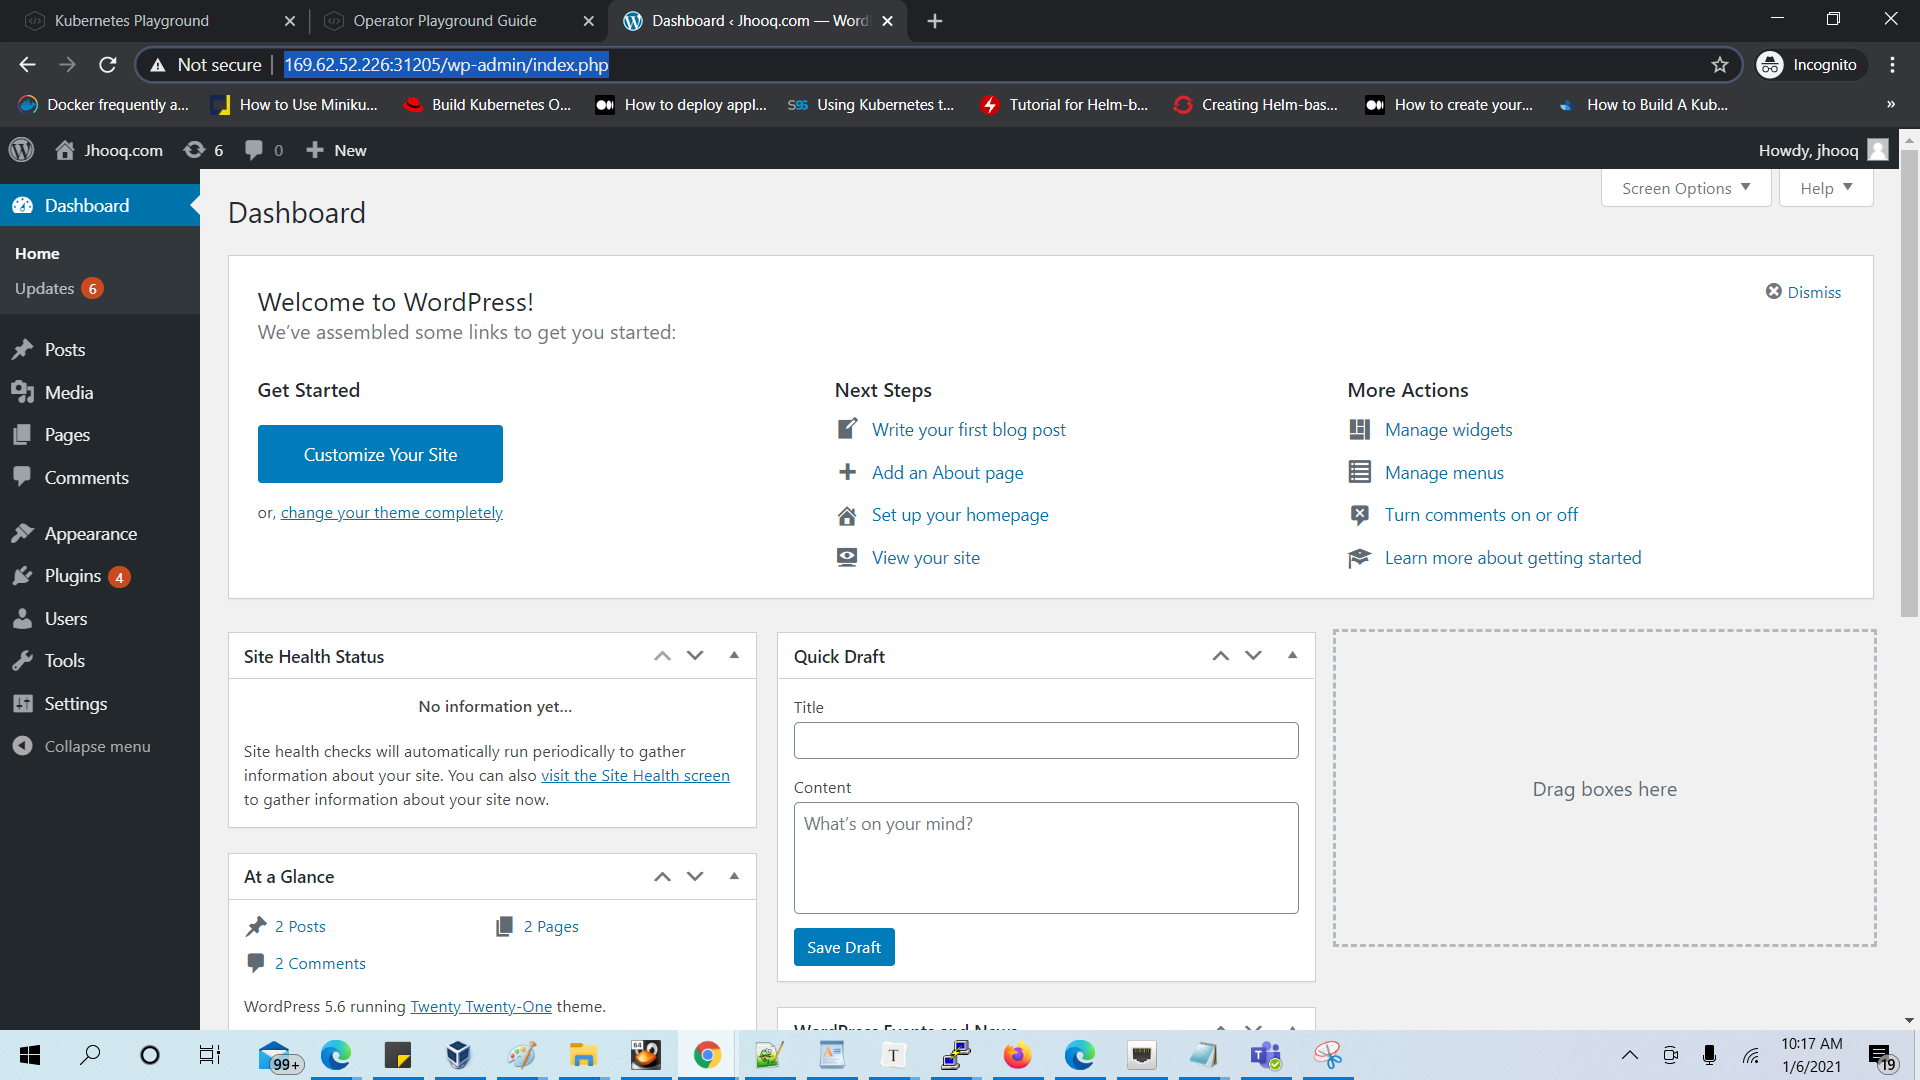 Kubernetes Playground
Operator Playground Guide
Dashboard ‹ Jhooq.com — Word
Not secure
169.62.52.226:31205/wp-admin/index.php
Incognito
Docker frequently a...
How to Use Miniku...
Build Kubernetes O...
How to deploy appl...
Using Kubernetes t...
Tutorial for Helm-b...
Creating Helm-bas...
How to create your...
How to Build A Kub...
»
Jhooq.com
6
0
New
Howdy, jhooq
Dashboard
Home
Updates 6
Posts
Media
Pages
Comments
Appearance
Plugins 4
Users
Tools
Settings
Collapse menu
Screen Options
Help
Dashboard
Welcome to WordPress!
We've assembled some links to get you started:
Dismiss
Get Started
Customize Your Site
or, change your theme completely
Next Steps
Write your first blog post
Add an About page
Set up your homepage
View your site
More Actions
Manage widgets
Manage menus
Turn comments on or off
Learn more about getting started
Site Health Status
No information yet...
Site health checks will automatically run periodically to gather
information about your site. You can also visit the Site Health screen
to gather information about your site now.
At a Glance
2 Posts
2 Pages
2 Comments
WordPress 5.6 running Twenty Twenty-One theme.
Quick Draft
Title
Content
What's on your mind?
Save Draft
WordPress Events and News
Drag boxes here
99+
64
T
10:17 AM
1/6/2021
19